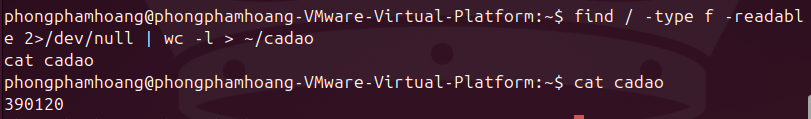 phongphamhoang@phongphamhoang-VMware-Virtual-Platform:~$ find / -type f -readabl
e 2>/dev/null | wc -l > ~/cadao
cat cadao
phongphamhoang@phongphamhoang-VMware-Virtual-Platform:~$ cat cadao
390120